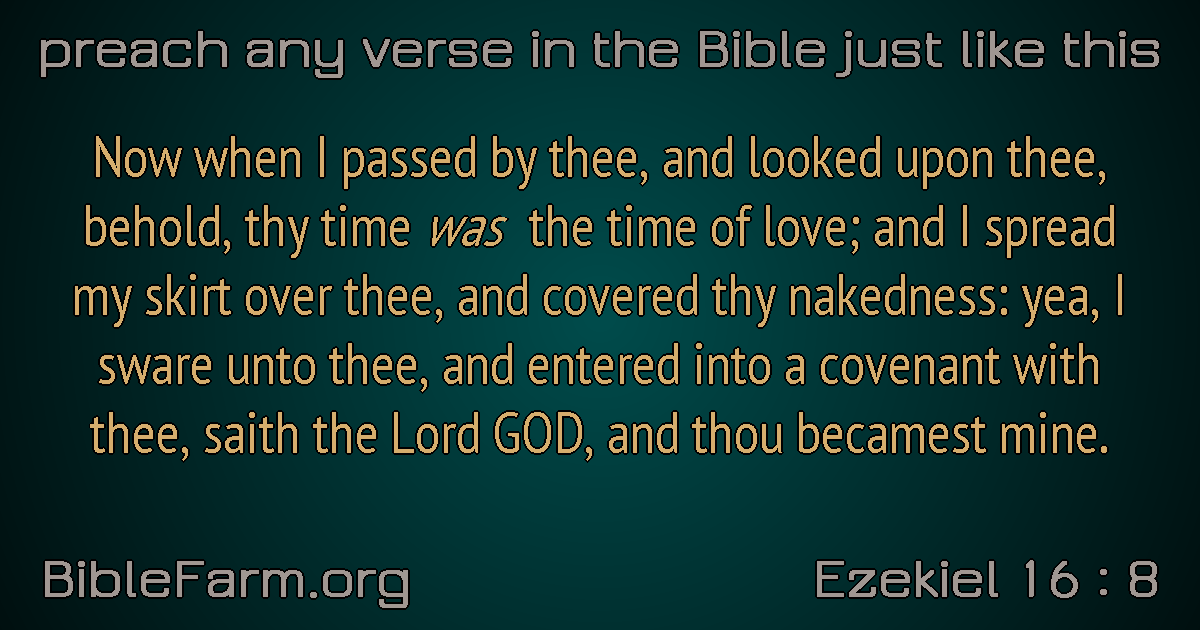 preach any verse in the Bible just like this
Now when I passed by thee, and looked upon thee,
behold, thy time was the time of love; and I spread
my skirt over thee, and covered thy nakedness: yea, I
sware unto thee, and entered into a covenant with
thee, saith the Lord GOD, and thou becamest mine.
BibleFarm.org
Ezekiel 16 : 8